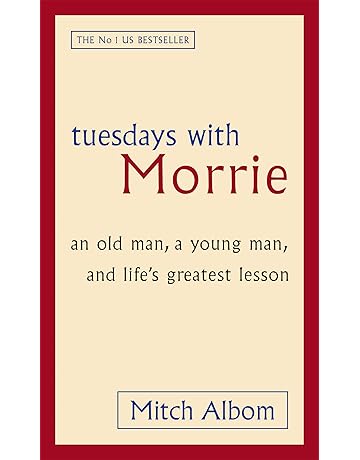 THE No 1 US BESTSELLER
tuesdays with
Morrie
an old man, a young man,
and life's greatest lesson
Mitch Albom